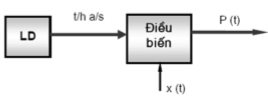 t/h a/s
P (t)
LD
Điều
biến
x (t)